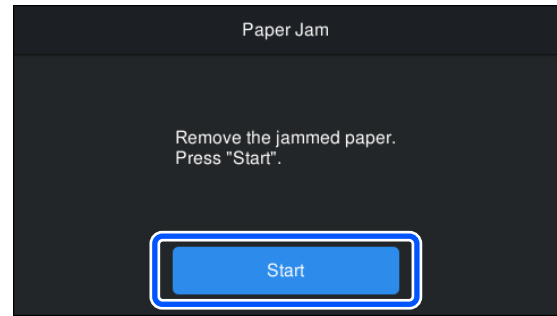 Paper Jam
Remove the jammed paper.
Press "Start".
Start